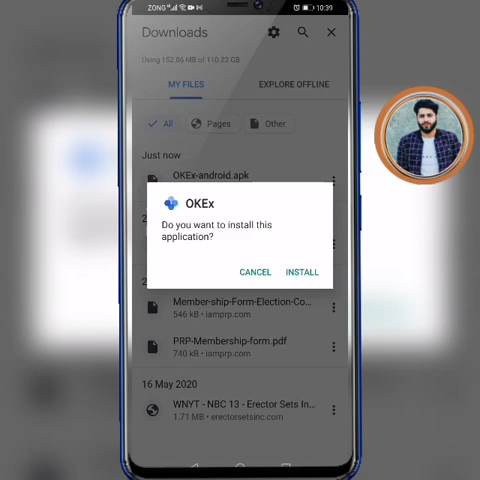 ZONG
10:39
Downloads
Using 152.06 MB of 110.22 GB
MY FILES
EXPLORE OFFLINE
All
Pages
Other
Just now
OKEx-android.apk
OKEx
Do you want to install this
application?
CANCEL
INSTALL
Member-ship-Form-Election-Co...
546 kB • iamprp.com
PRP-Membership-form.pdf
740 kB • iamprp.com
16 May 2020
WNYT - NBC 13 - Erector Sets In...
1.71 MB • erectorsetsinc.com